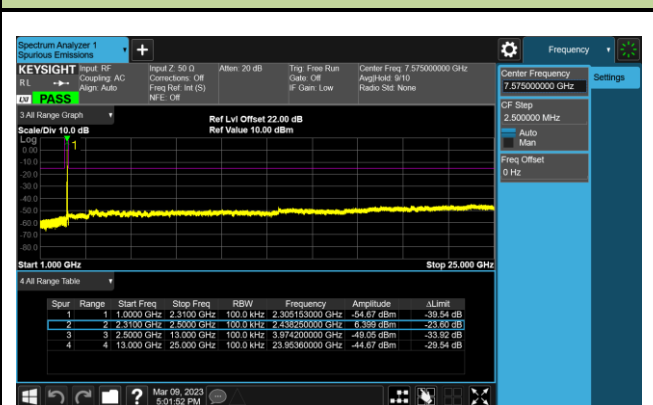 Spectrum Analyzer 1
Spurious Emissions
Frequency
KEYSIGHT
R L
LXI PASS
Input: RF
Coupling: AC
Align: Auto
Input Z: 50 Ω
Corrections: Off
Freq Ref: Int (S)
NFE: Off
Atten: 20 dB
Trig: Free Run
Gate: Off
IF Gain: Low
Center Freq: 7.575000000 GHz
Avg|Hold: 9/10
Radio Std: None
Center Frequency
7.575000000 GHz
Settings
CF Step
2.500000 MHz
Auto
Man
Freq Offset
0 Hz
3 All Range Graph
Scale/Div 10.0 dB
Ref Lvl Offset 22.00 dB
Ref Value 10.00 dBm
Log
1
0.00
-10.0
-20.0
-30.0
-40.0
-50.0
-60.0
-70.0
-80.0
Start 1.000 GHz
Stop 25.000 GHz
4 All Range Table
Spur Range Start Freq Stop Freq RBW Frequency Amplitude ΔLimit
1 1 1.0000 GHz 2.3100 GHz 100.0 kHz 2.305153000 GHz -54.67 dBm -39.54 dB
2 2 2.3100 GHz 2.5000 GHz 100.0 kHz 2.438250000 GHz 6.399 dBm -23.60 dB
3 3 2.5000 GHz 13.000 GHz 100.0 kHz 3.974200000 GHz -49.05 dBm -33.92 dB
4 4 13.000 GHz 25.000 GHz 100.0 kHz 23.95360000 GHz -44.67 dBm -29.54 dB
?
Mar 09, 2023
5:01:52 PM